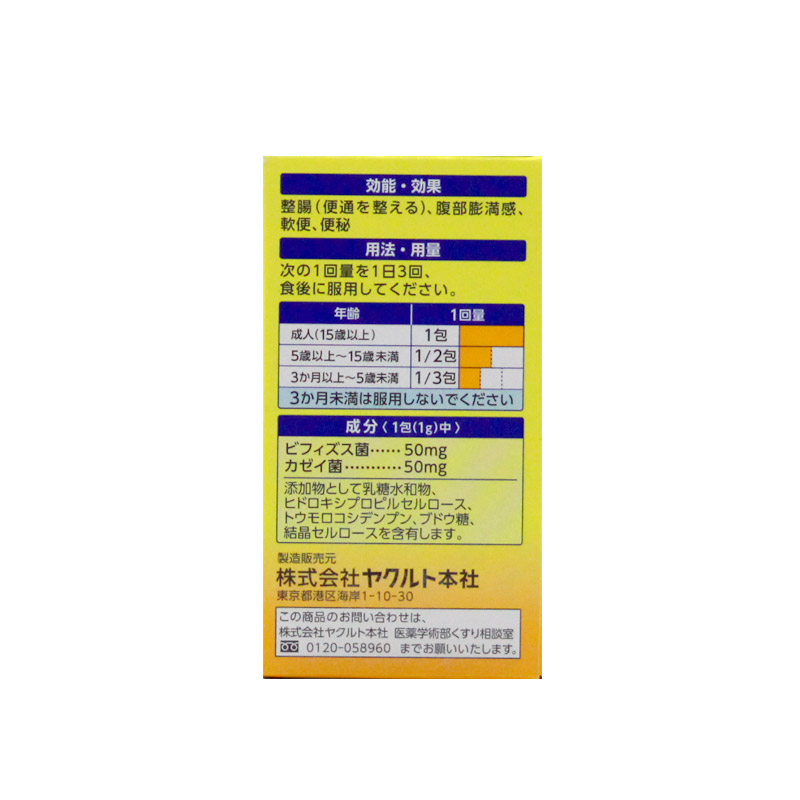 効能・効果
整腸(便通を整える)、腹部膨満感、
軟便、便秘
用法・用量
次の1回量を1日3回、
食後に服用してください。
年齢 1回量
成人(15歳以上) 1包
5歳以上〜15歳未満 1/2包
3か月以上〜5歳未満 1/3包
3か月未満は服用しないでください
成分〈1包(1g)中〉
ビフィズス菌……50mg
カゼイ菌…………50mg
添加物として乳糖水和物、
ヒドロキシプロピルセルロース、
トウモロコシデンプン、ブドウ糖、
結晶セルロースを含有します。
製造販売元
株式会社ヤクルト本社
東京都港区海岸1-10-30
この商品のお問い合わせは、
株式会社ヤクルト本社 医薬学術部くすり相談室
0120-058960 までお願いいたします。